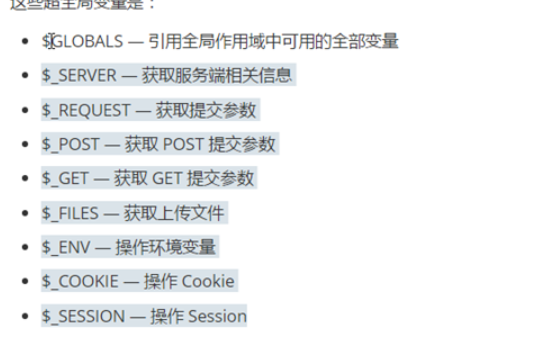 这些超全局变量是：
$GLOBALS — 引用全局作用域中可用的全部变量
$_SERVER — 获取服务端相关信息
$_REQUEST — 获取提交参数
$_POST — 获取 POST 提交参数
$_GET — 获取 GET 提交参数
$_FILES — 获取上传文件
$_ENV — 操作环境变量
$_COOKIE — 操作 Cookie
$_SESSION — 操作 Session